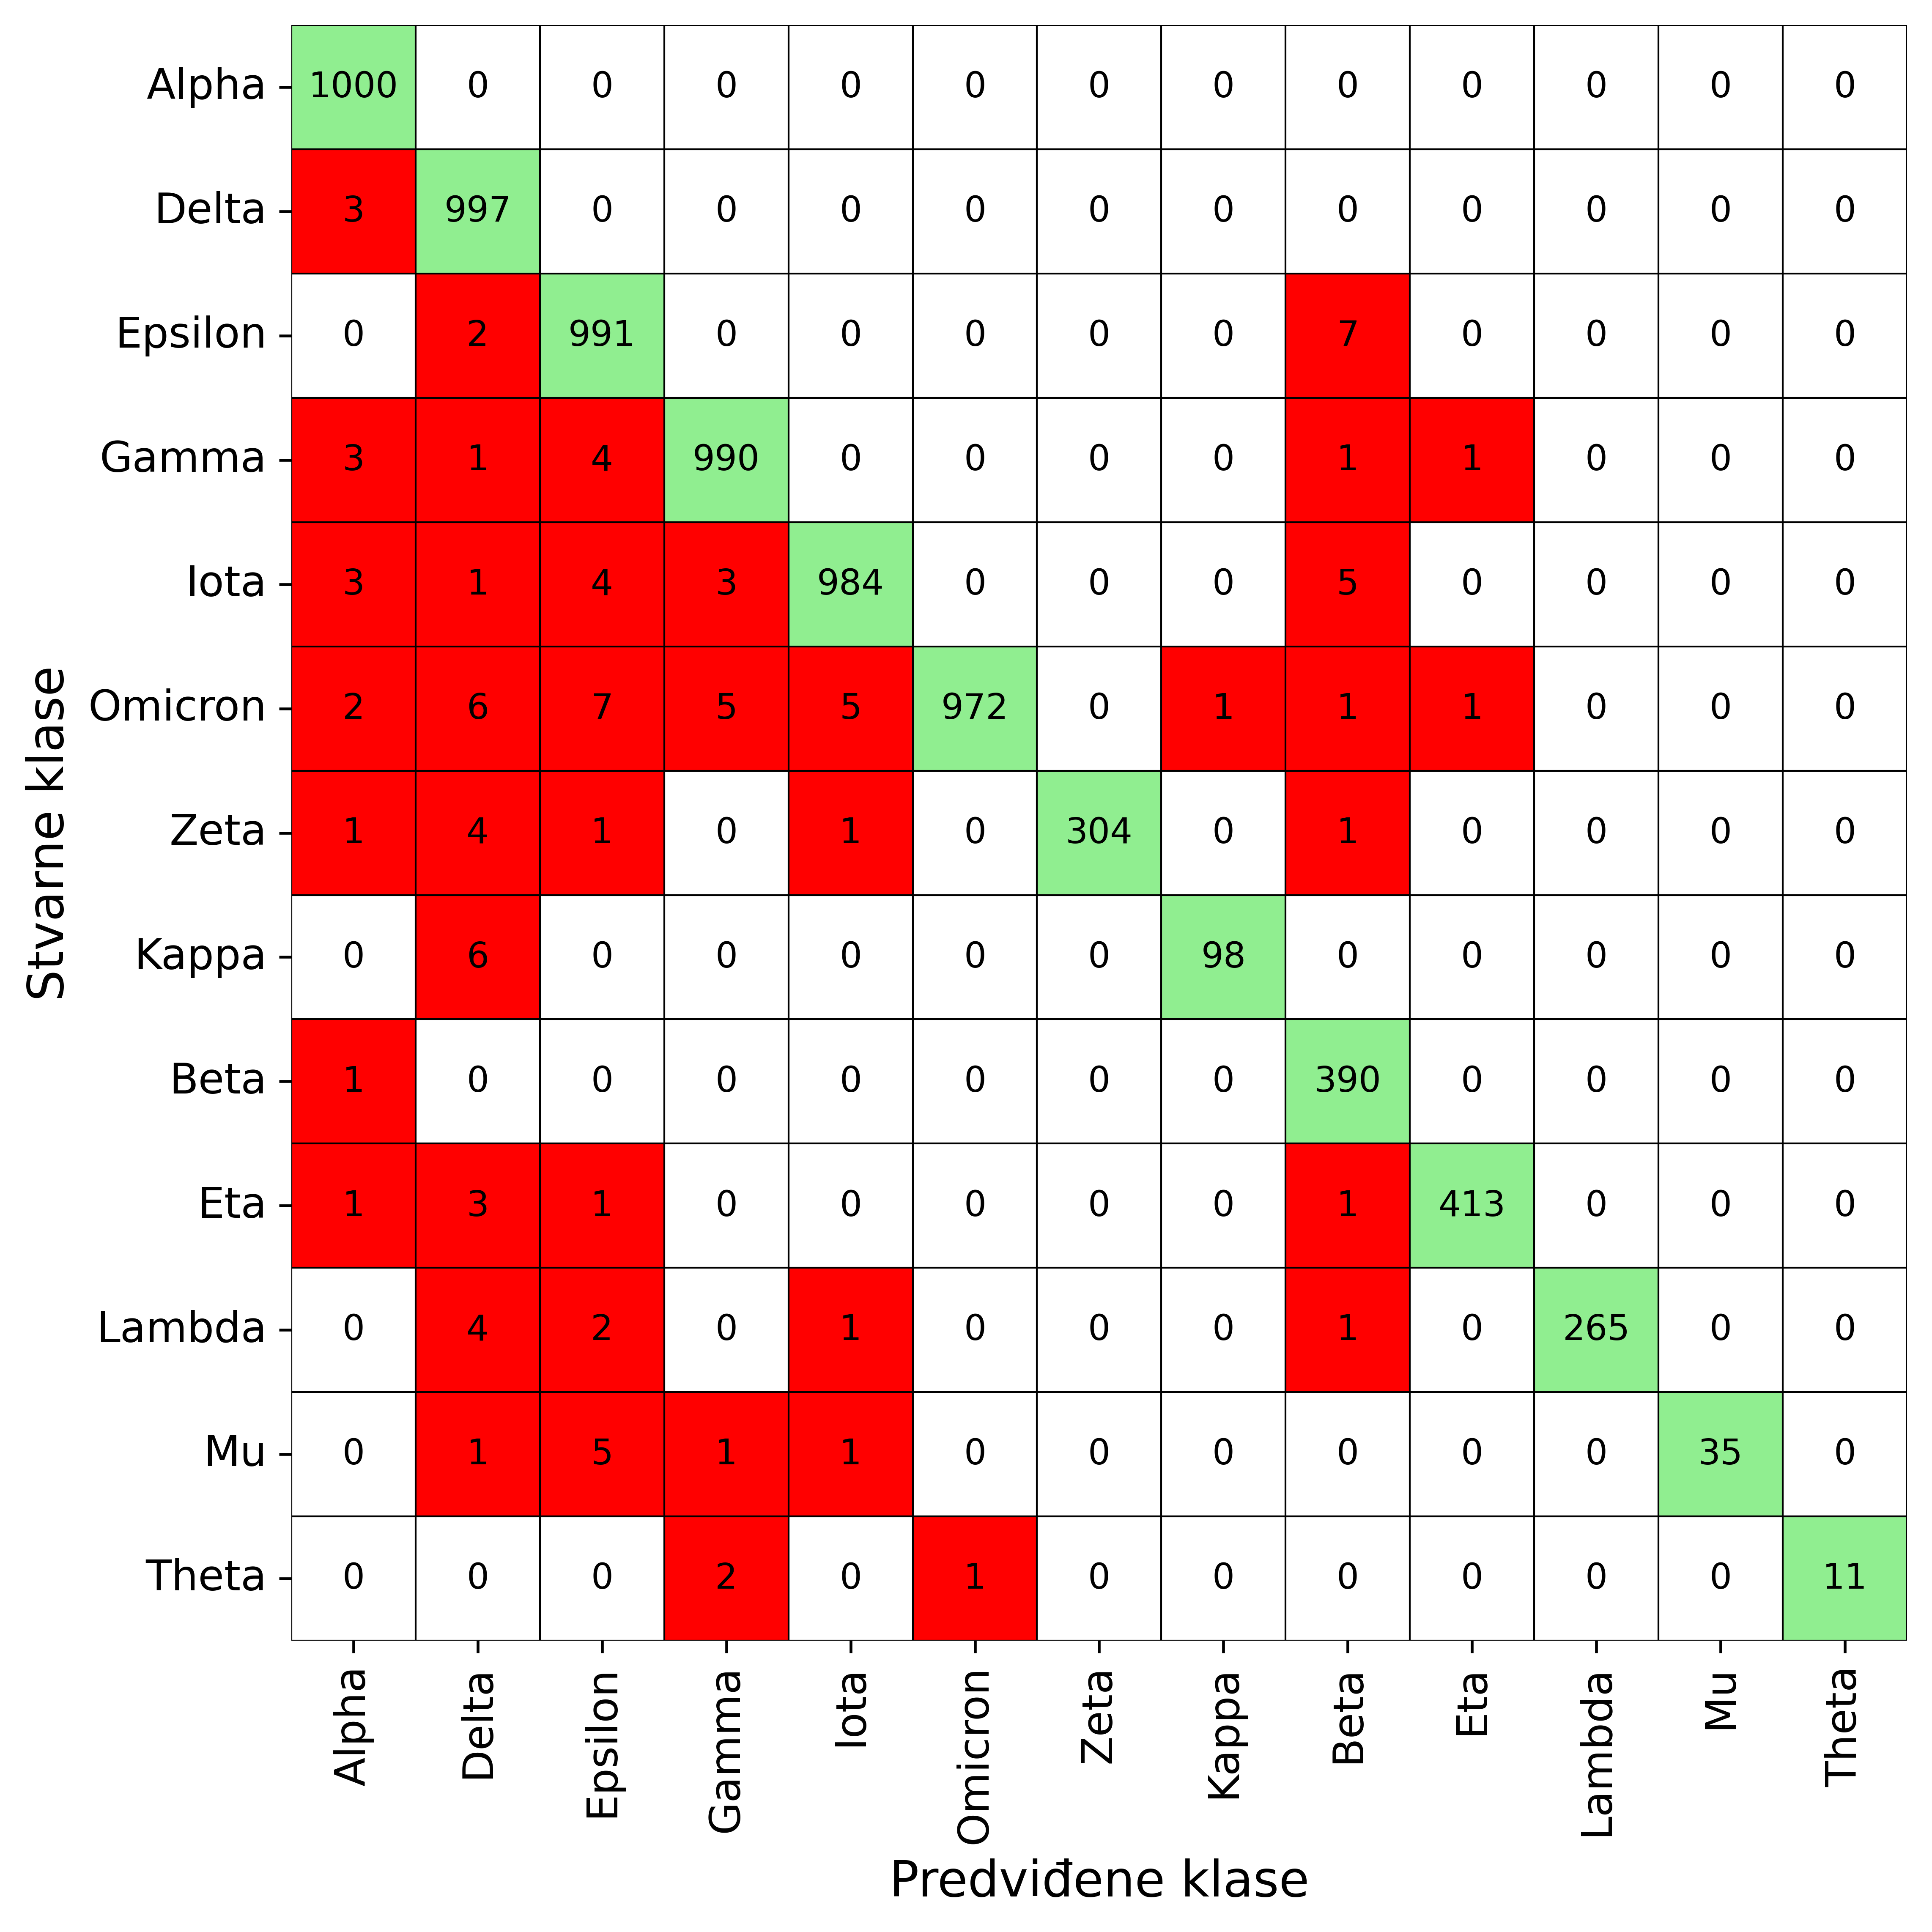 Alpha 1000 0 0 0 0 0 0 0 0 0 0 0 0
Delta 3 997 0 0 0 0 0 0 0 0 0 0 0
Epsilon 0 2 991 0 0 0 0 0 7 0 0 0 0
Gamma 3 1 4 990 0 0 0 0 1 1 0 0 0
Iota 3 1 4 3 984 0 0 0 5 0 0 0 0
Omicron 2 6 7 5 5 972 0 1 1 1 0 0 0
Zeta 1 4 1 0 1 0 304 0 1 0 0 0 0
Kappa 0 6 0 0 0 0 0 98 0 0 0 0 0
Beta 1 0 0 0 0 0 0 0 390 0 0 0 0
Eta 1 3 1 0 0 0 0 0 1 413 0 0 0
Lambda 0 4 2 0 1 0 0 0 1 0 265 0 0
Mu 0 1 5 1 1 0 0 0 0 0 0 35 0
Theta 0 0 0 2 0 1 0 0 0 0 0 0 11
Stvarne klase
Alpha Delta Epsilon Gamma Iota Omicron Zeta Kappa Beta Eta Lambda Mu Theta
Predviđene klase